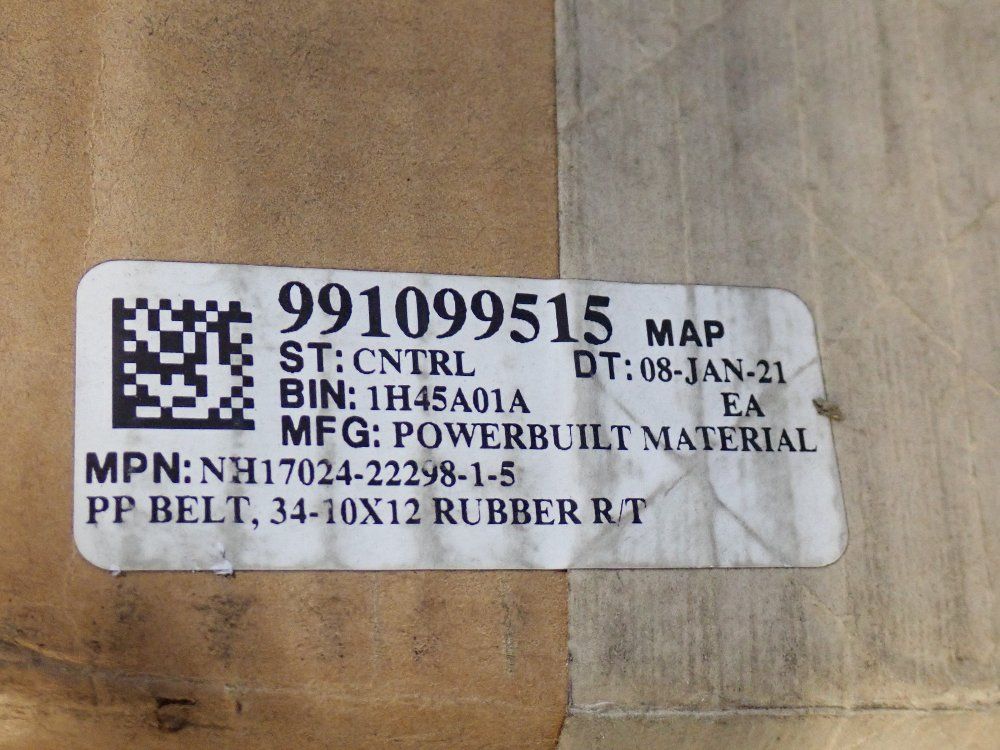 991099515 MAP
ST: CNTRL DT: 08-JAN-21
BIN: 1H45A01A EA
MFG: POWERBUILT MATERIAL
MPN: NH17024-22298-1-5
PP BELT, 34-10X12 RUBBER R/T